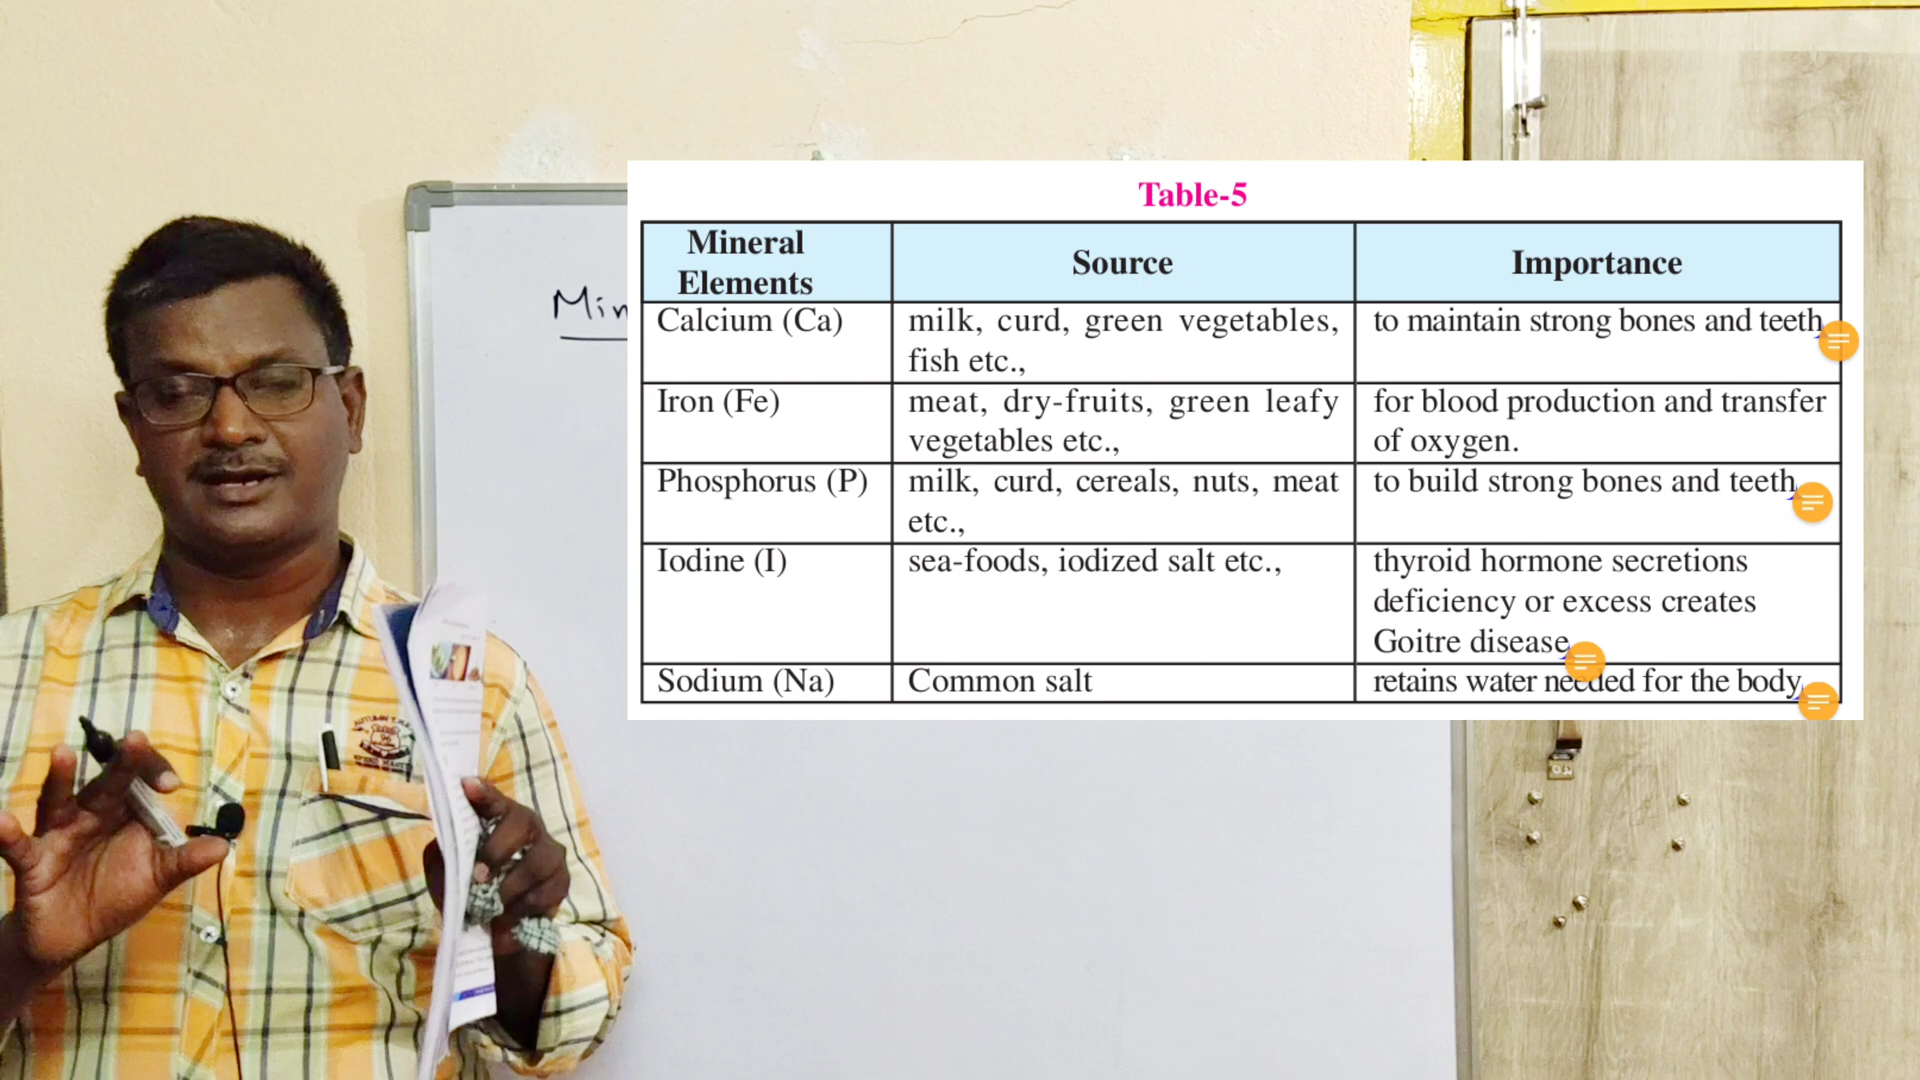 Min
Table-5
Mineral Elements
Source
Importance
Calcium (Ca)
milk, curd, green vegetables,
fish etc.,
to maintain strong bones and teeth
Iron (Fe)
meat, dry-fruits, green leafy
vegetables etc.,
for blood production and transfer
of oxygen.
Phosphorus (P)
milk, curd, cereals, nuts, meat
etc.,
to build strong bones and teeth
Iodine (I)
sea-foods, iodized salt etc.,
thyroid hormone secretions
deficiency or excess creates
Goitre disease
Sodium (Na)
Common salt
retains water needed for the body